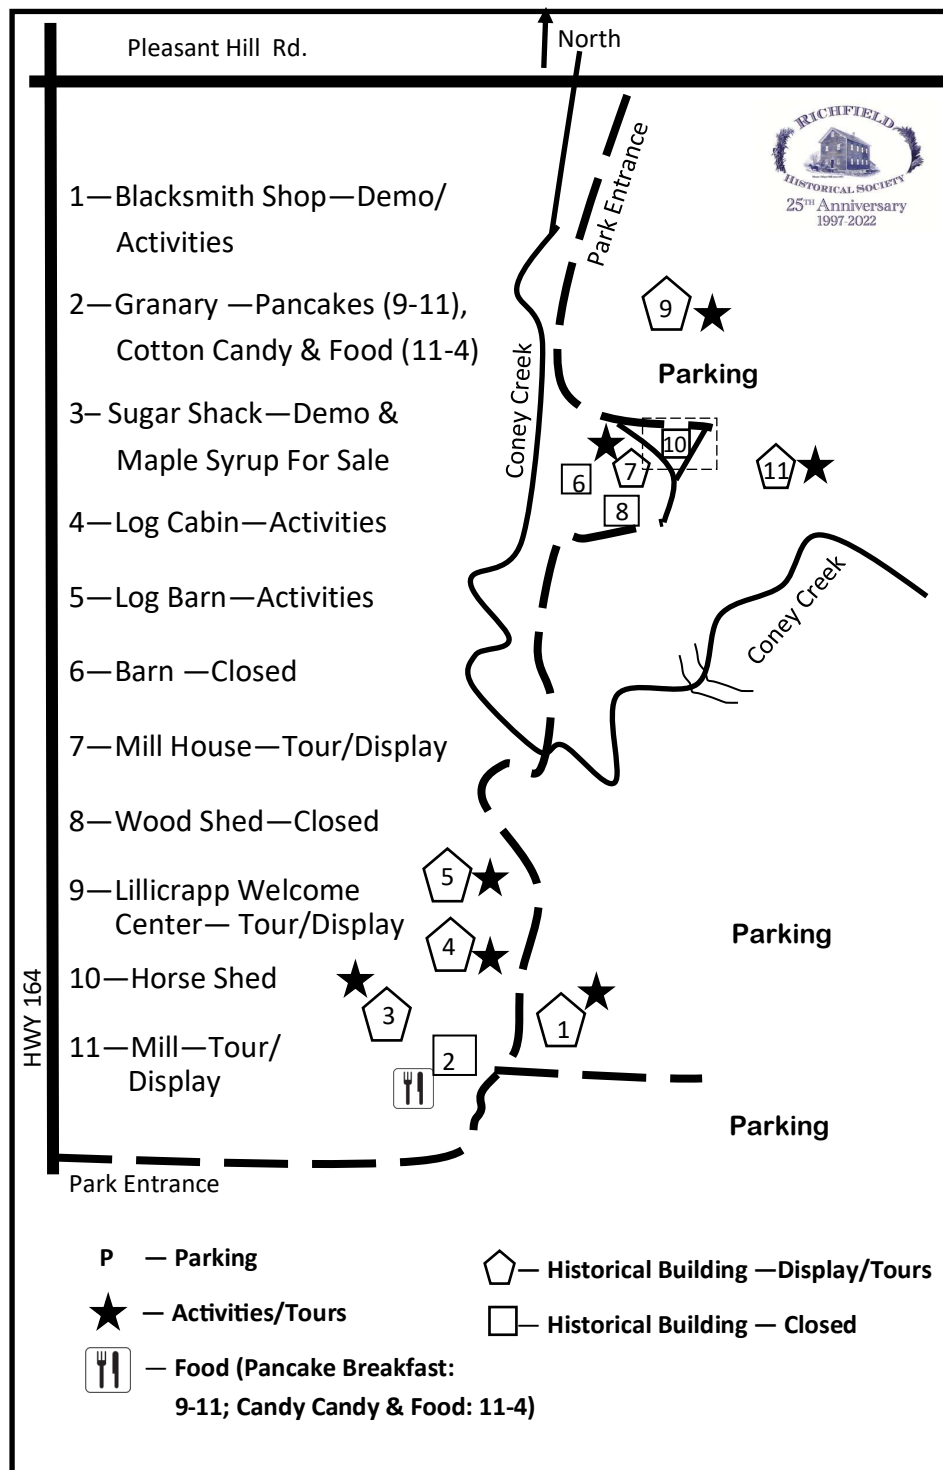 Pleasant Hill Rd.
North
RICHFIELD
HISTORICAL SOCIETY
25TH Anniversary
1997-2022
Park Entrance
1—Blacksmith Shop—Demo/
Activities
2—Granary —Pancakes (9-11),
Cotton Candy & Food (11-4)
3– Sugar Shack—Demo &
Maple Syrup For Sale
4—Log Cabin—Activities
5—Log Barn—Activities
6—Barn —Closed
7—Mill House—Tour/Display
8—Wood Shed—Closed
9—Lillicrapp Welcome
Center— Tour/Display
10—Horse Shed
11—Mill—Tour/
Display
HWY 164
Coney Creek
9
Parking
10
11
7
6
8
Coney Creek
5
4
Parking
3
1
2
Parking
Park Entrance
P — Parking
★ — Activities/Tours
— Food (Pancake Breakfast:
9-11; Candy Candy & Food: 11-4)
— Historical Building —Display/Tours
— Historical Building — Closed